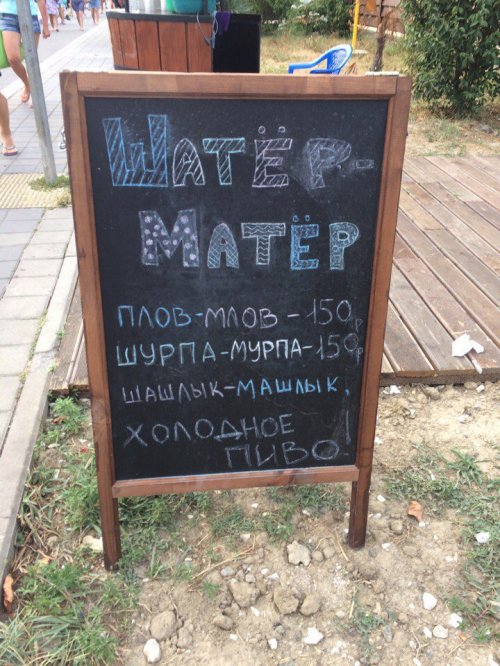 ШАТЁР-
МАТЁР
ПЛОВ-МЛОВ-150р
ШУРПА-МУРПА-150р
ШАШЛЫК-МАШЛЫК,
ХОЛОДНОЕ
ПИВО!